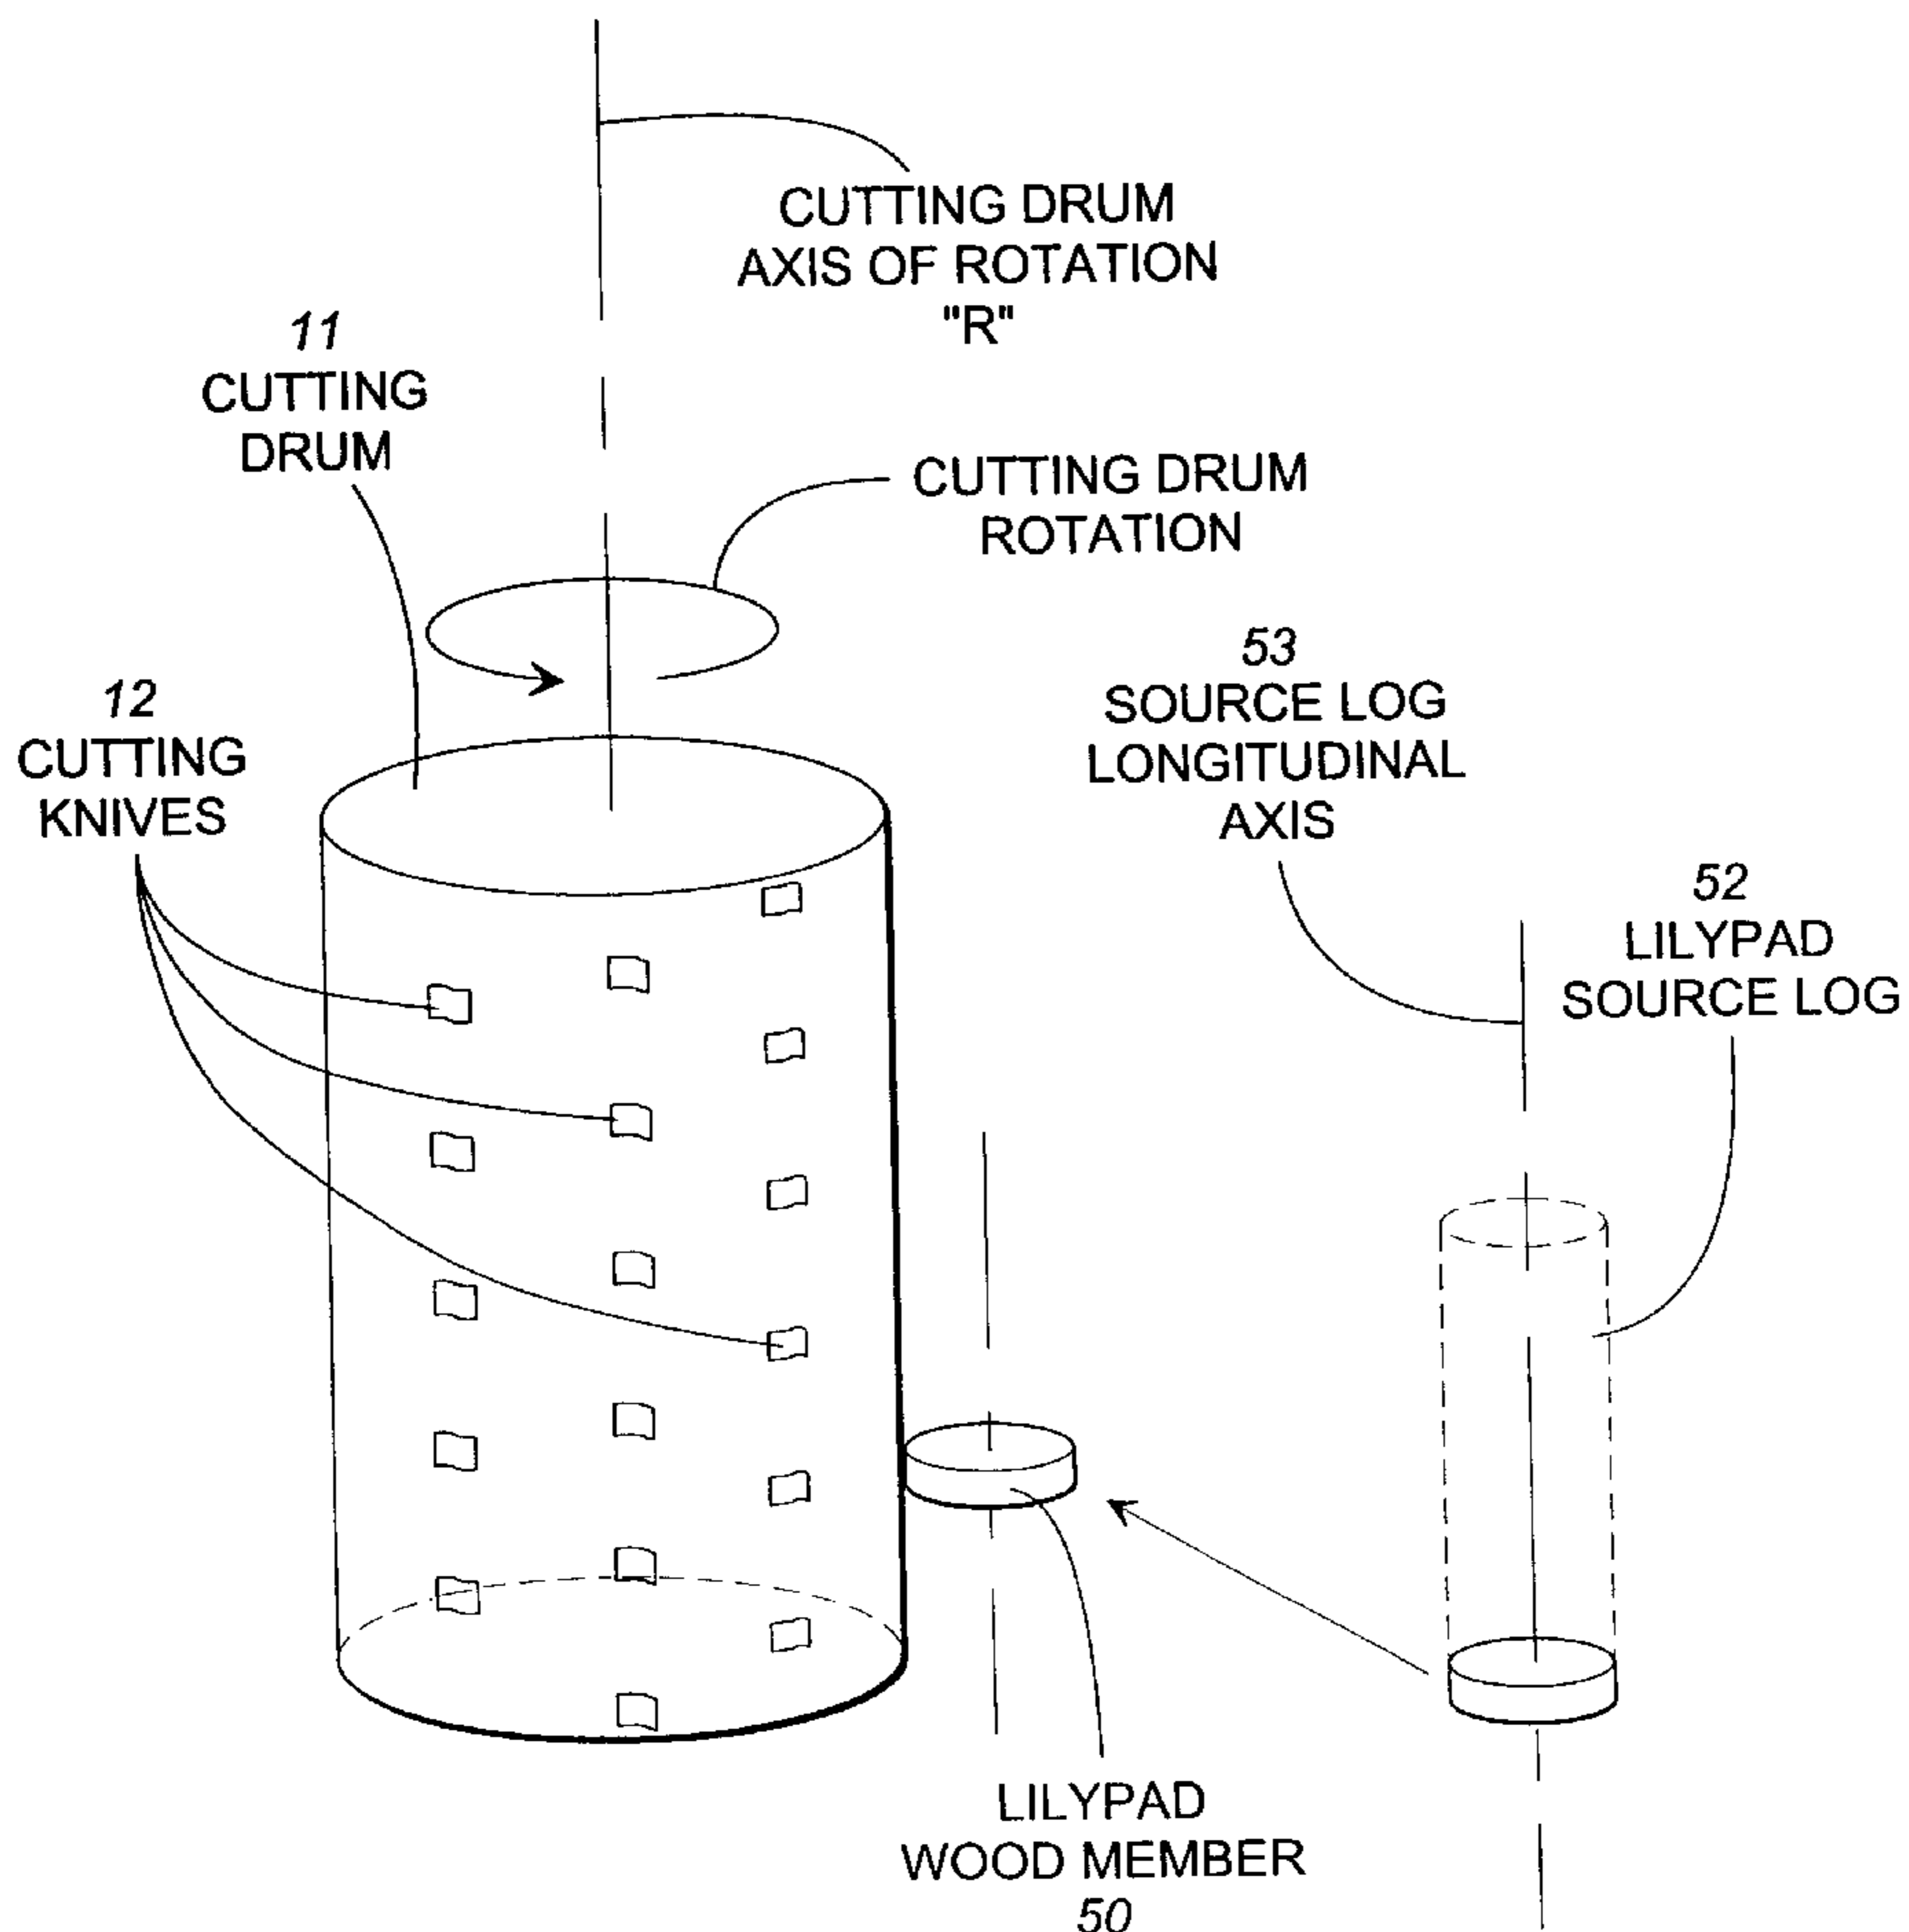 CUTTING DRUM
AXIS OF ROTATION
"R"
11
CUTTING
DRUM
CUTTING DRUM
ROTATION
53
SOURCE LOG
LONGITUDINAL
AXIS
12
CUTTING
KNIVES
52
LILYPAD
SOURCE LOG
LILYPAD
WOOD MEMBER
50